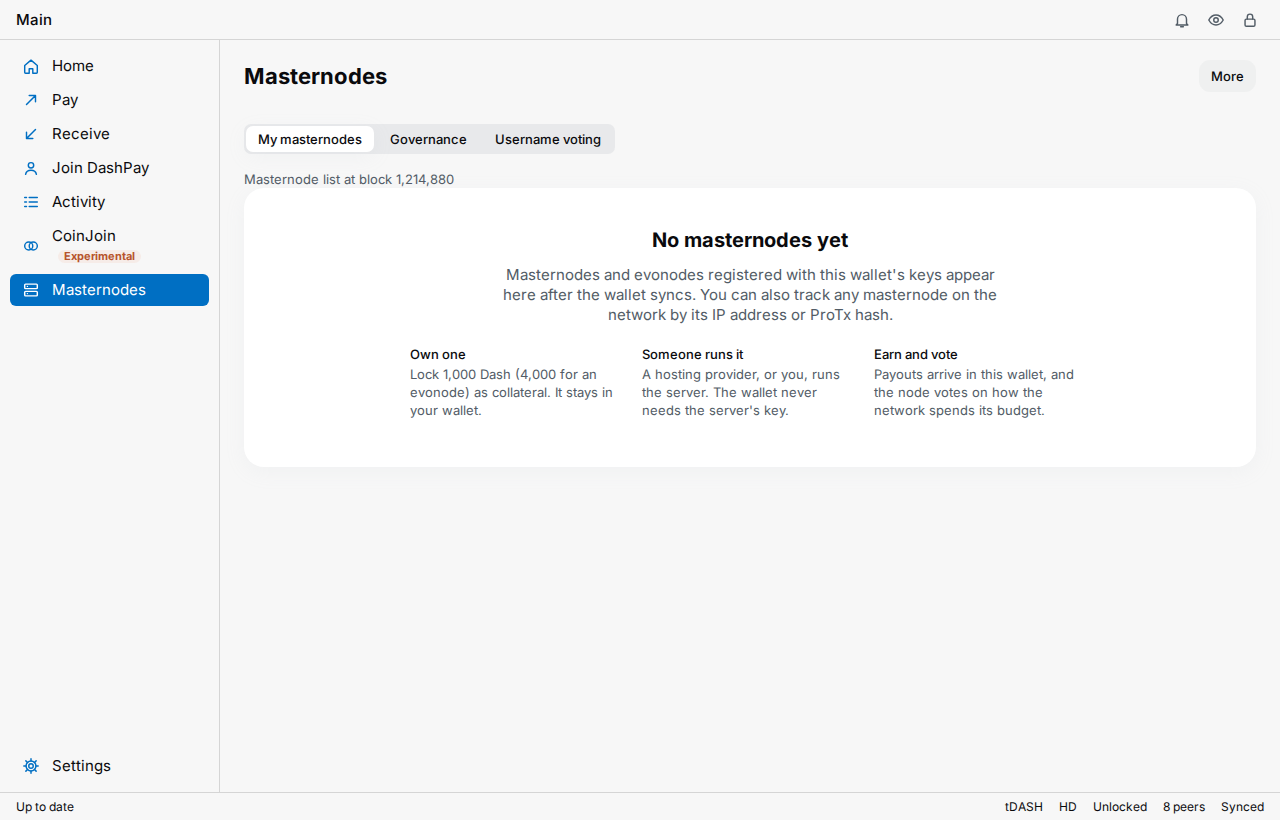 Main
Home
Pay
Receive
Join DashPay
Activity
CoinJoin
Experimental
Masternodes
Settings
Masternodes
More
My masternodes
Governance
Username voting
Masternode list at block 1,214,880
No masternodes yet
Masternodes and evonodes registered with this wallet's keys appear
here after the wallet syncs. You can also track any masternode on the
network by its IP address or ProTx hash.
Own one
Lock 1,000 Dash (4,000 for an
evonode) as collateral. It stays in
your wallet.
Someone runs it
A hosting provider, or you, runs
the server. The wallet never
needs the server's key.
Earn and vote
Payouts arrive in this wallet, and
the node votes on how the
network spends its budget.
Up to date
tDASH
HD
Unlocked
8 peers
Synced